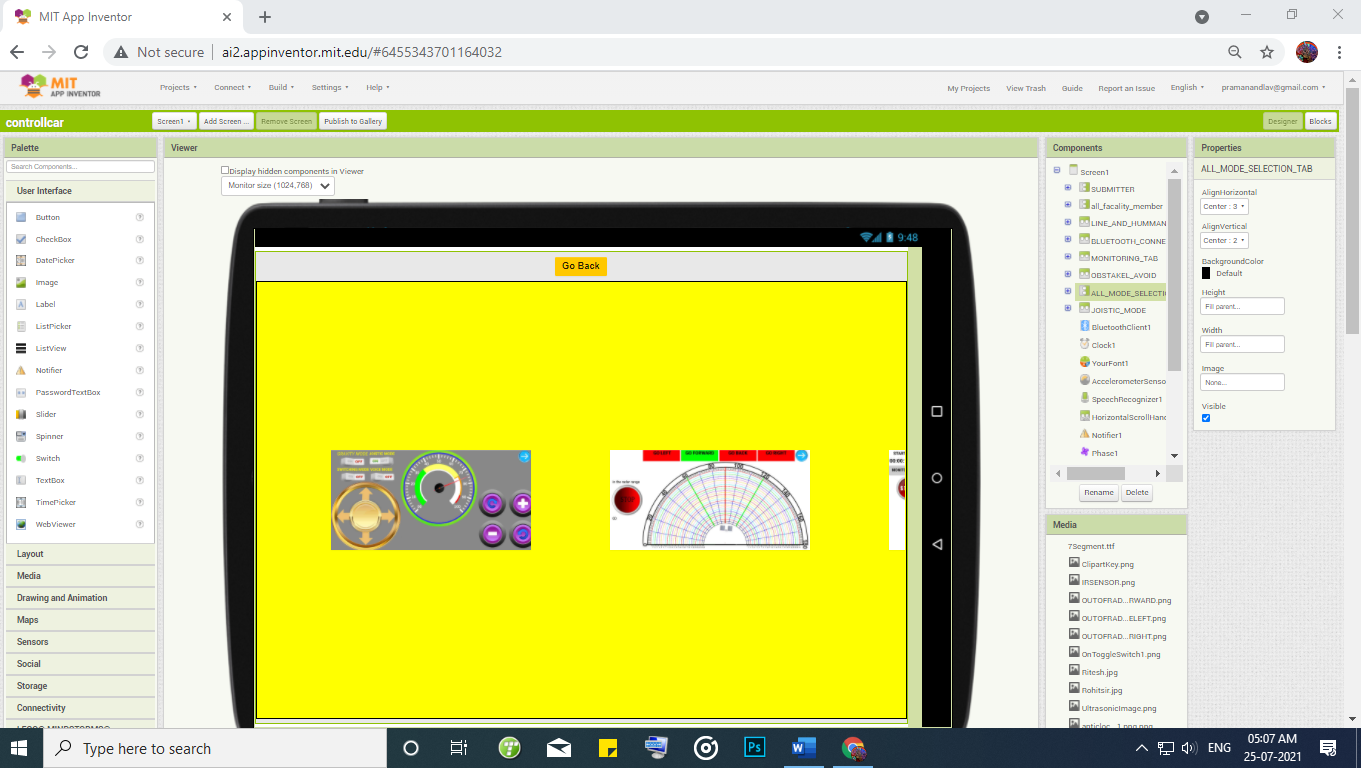 MIT App Inventor
Not secure | ai2.appinventor.mit.edu/#6455343701164032
MIT
APP INVENTOR
Projects Connect Build Settings Help
My Projects View Trash Guide Report an Issue English pramanandlav@gmail.com
controllcar
Screen1 Add Screen ... Remove Screen Publish to Gallery
Designer Blocks
Palette
Search Components...
User Interface
Button
CheckBox
DatePicker
Image
Label
ListPicker
ListView
Notifier
PasswordTextBox
Slider
Spinner
Switch
TextBox
TimePicker
WebViewer
Layout
Media
Drawing and Animation
Maps
Sensors
Social
Storage
Connectivity
Viewer
Display hidden components in Viewer
Monitor size (1024,768)
9:48
Go Back
GO LEFT GO FORWARD GO BACK GO RIGHT
Components
Screen1
SUBMITTER
all_facality_member
LINE_AND_HUMMAN
BLUETOOTH_CONNE
MONITORING_TAB
OBSTAKEL_AVOID
ALL_MODE_SELECTI
JOISTIC_MODE
BluetoothClient1
Clock1
YourFont1
AccelerometerSenso
SpeechRecognizer1
HorizontalScrollHand
Notifier1
Phase1
Rename Delete
Media
7Segment.ttf
ClipartKey.png
IRSENSOR.png
OUTOFRAD...RWARD.png
OUTOFRAD...ELEFT.png
OUTOFRAD...RIGHT.png
OnToggleSwitch1.png
Ritesh.jpg
Rohitsir.jpg
UltrasonicImage.png
Properties
ALL_MODE_SELECTION_TAB
AlignHorizontal
Center : 3
AlignVertical
Center : 2
BackgroundColor
Default
Height
Fill parent...
Width
Fill parent...
Image
None...
Visible
Type here to search
ENG
05:07 AM
25-07-2021